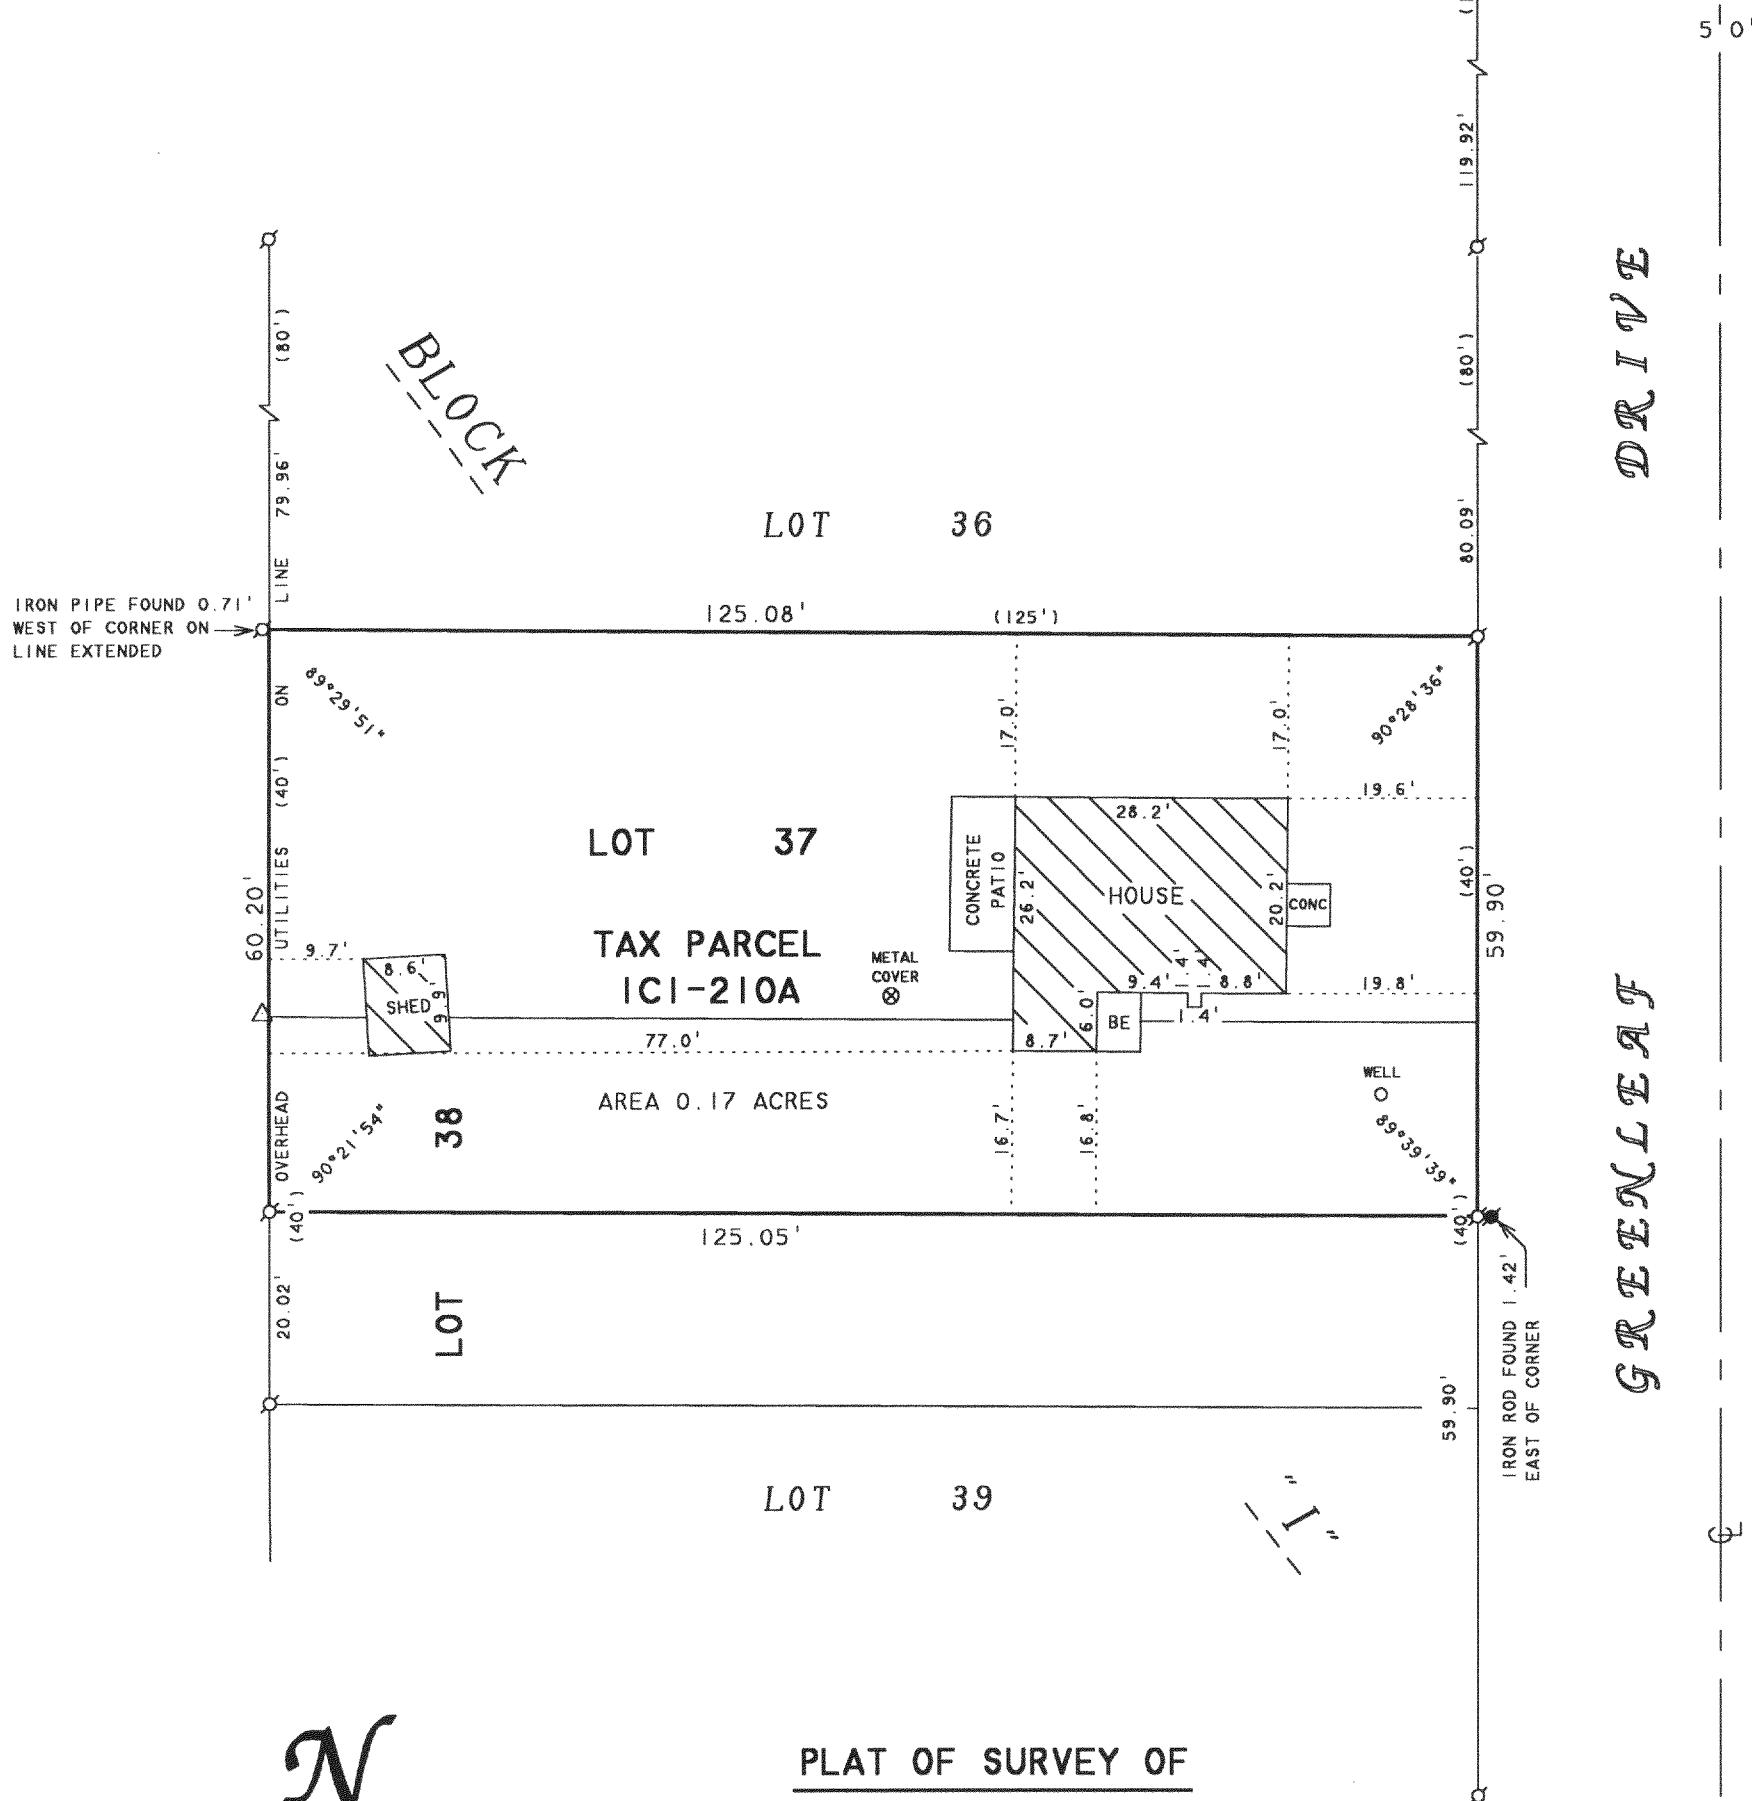 5 0'
119.92'
DRIVE
(80')
(80')
BLOCK
79.96'
80.09'
LOT 36
LINE
IRON PIPE FOUND 0.71'
WEST OF CORNER ON
LINE EXTENDED
125.08' (125')
89°29'51"
90°28'36"
ON
17.0'
17.0'
(40')
19.6'
28.2'
LOT 37
CONCRETE
PATIO
26.2'
HOUSE
20.2'
CONC
(40')
59.90'
60.20'
UTILITIES
9.7'
TAX PARCEL
1C1-210A
METAL
COVER
8.6'
SHED
9.9'
9.4'
.4'
.4'
8.8'
19.8'
1.4'
6.0'
BE
8.7'
77.0'
WELL
AREA 0.17 ACRES
OVERHEAD
90°21'54"
38
16.7'
16.8'
89°39'39"
GREENLEAF
(40')
125.05'
(40')
20.02'
LOT
IRON ROD FOUND 1.42'
EAST OF CORNER
59.90'
LOT 39
"I"
CL
N
PLAT OF SURVEY OF